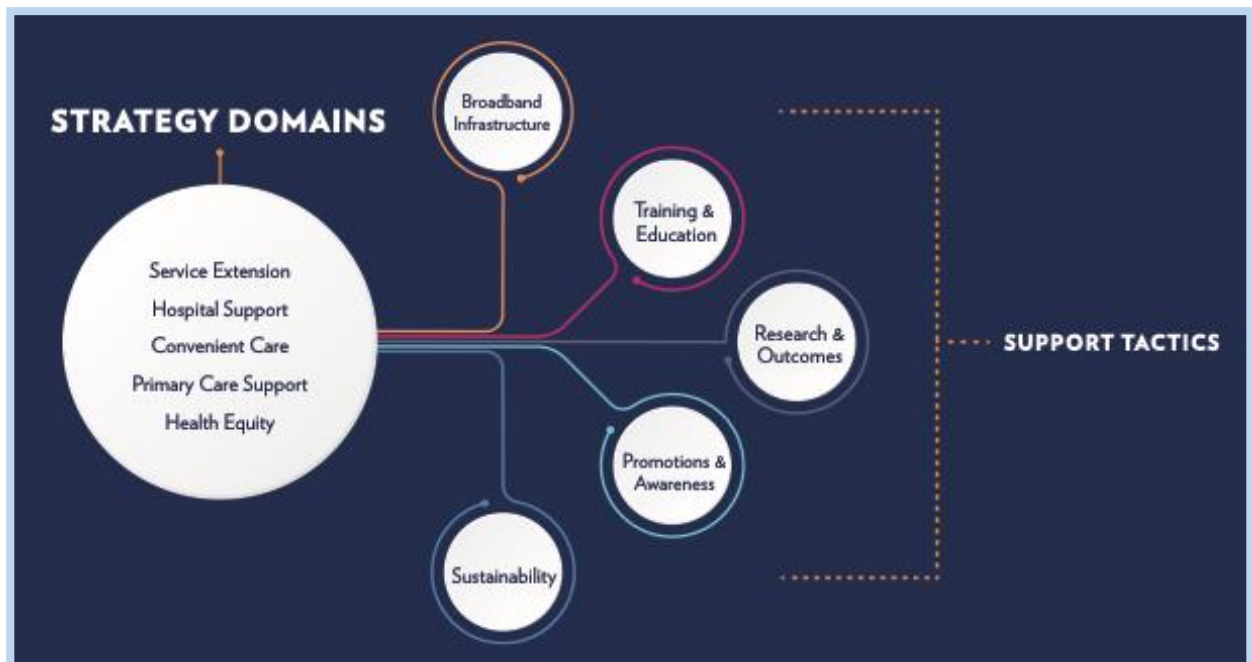 STRATEGY DOMAINS
Service Extension
Hospital Support
Convenient Care
Primary Care Support
Health Equity
Broadband
Infrastructure
Training &
Education
Research &
Outcomes
Promotions &
Awareness
Sustainability
SUPPORT TACTICS